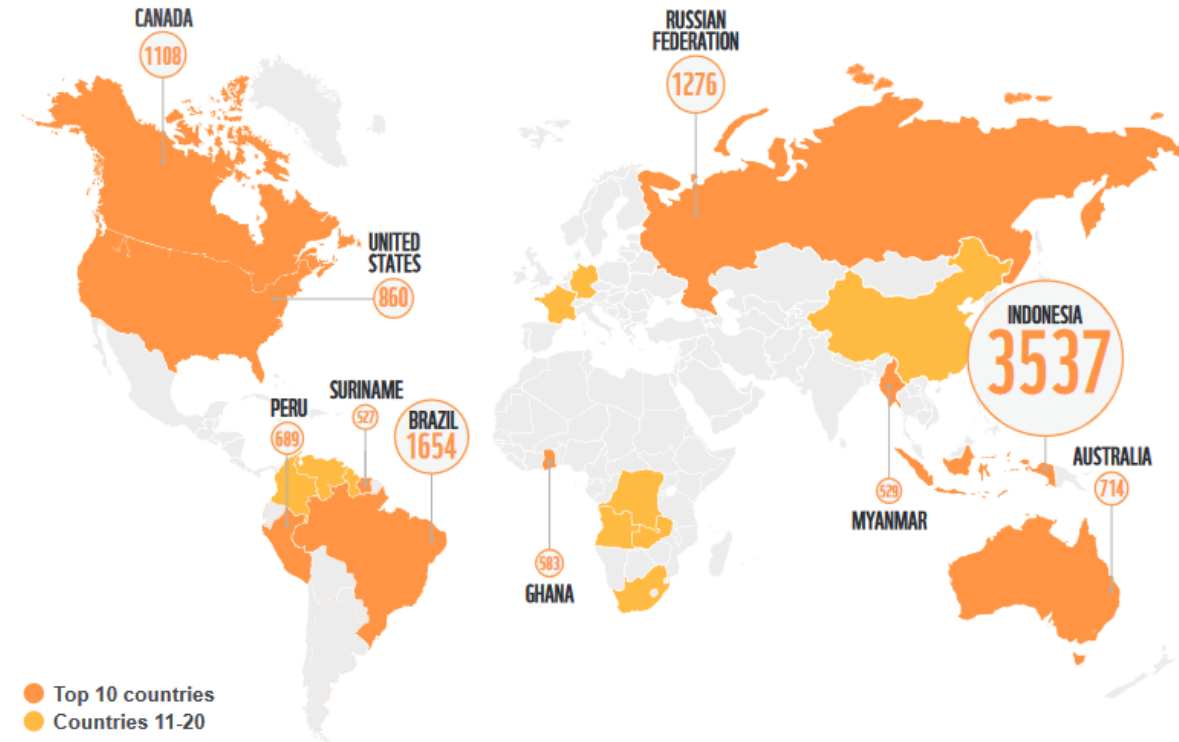 CANADA
1108
RUSSIAN
FEDERATION
1276
UNITED
STATES
860
INDONESIA
3537
SURINAME
527
PERU
689
BRAZIL
1654
AUSTRALIA
714
529
MYANMAR
583
GHANA
Top 10 countries
Countries 11-20